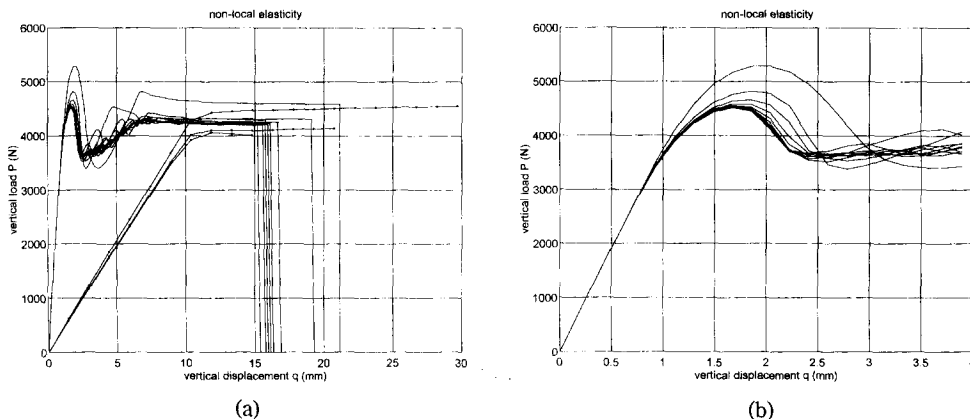 non-local elasticity
6000
5000
4000
3000
2000
1000
0
vertical load P (N)
0 5 10 15 20 25 30
vertical displacement q (mm)
(a)
non-local elasticity
6000
5000
4000
3000
2000
1000
0
vertical load P (N)
0 0.5 1 1.5 2 2.5 3 3.5
vertical displacement q (mm)
(b)